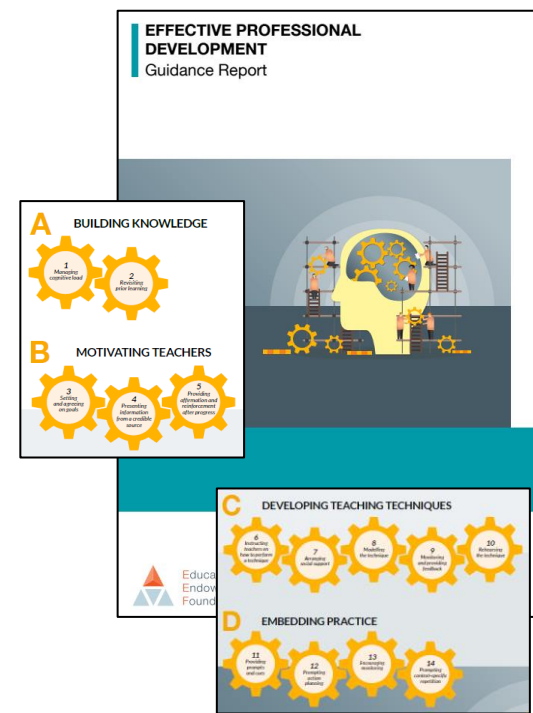 EFFECTIVE PROFESSIONAL
DEVELOPMENT
Guidance Report
A
BUILDING KNOWLEDGE
1
Managing
cognitive load
2
Revisiting
prior learning
B
MOTIVATING TEACHERS
3
Setting
and agreeing
on goals
4
Presenting
information
from a credible
source
5
Providing
affirmation and
reinforcement
after progress
C
DEVELOPING TEACHING TECHNIQUES
6
Instructing
teachers on
how to perform
a technique
7
Arranging
social support
8
Modelling
the technique
9
Monitoring
and providing
feedback
10
Rehearsing
the technique
Educa
Endow
Found
D
EMBEDDING PRACTICE
11
Providing
prompts
and cues
12
Prompting
action
planning
13
Encouraging
monitoring
14
Prompting
context-specific
repetition